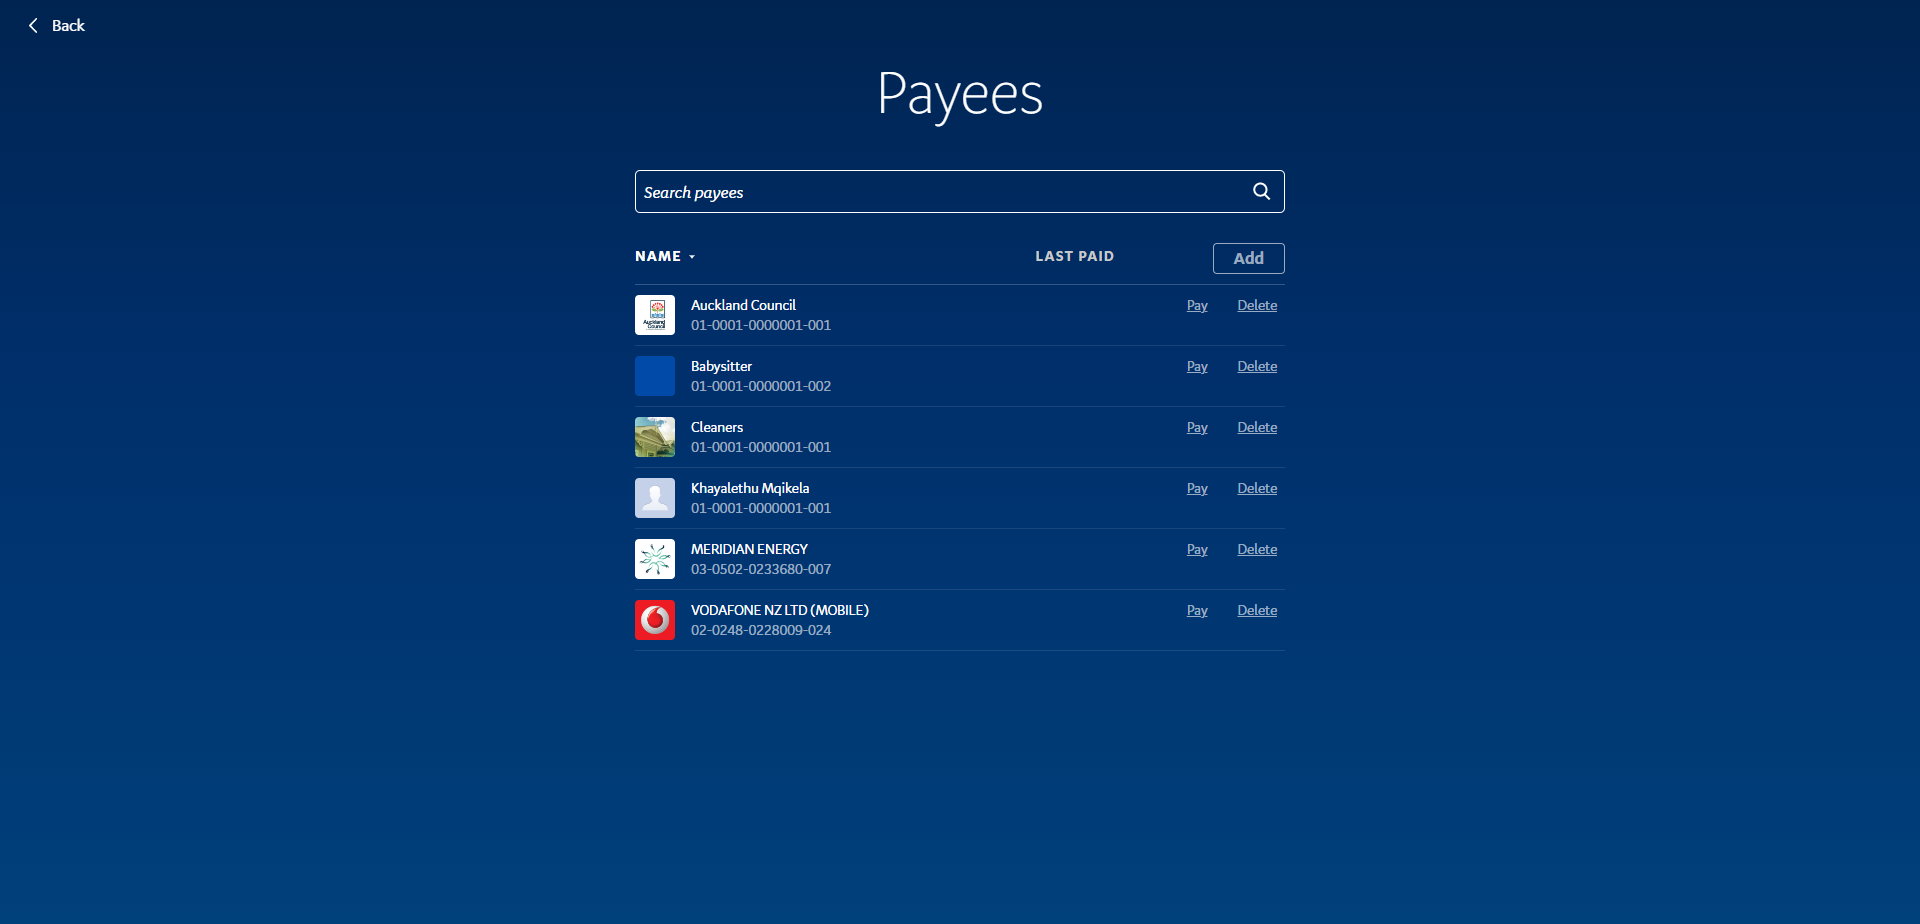 Back
Payees
Search payees
NAME LAST PAID Add
Auckland Council Pay Delete
01-0001-0000001-001
Babysitter Pay Delete
01-0001-0000001-002
Cleaners Pay Delete
01-0001-0000001-001
Khayalethu Mqikela Pay Delete
01-0001-0000001-001
MERIDIAN ENERGY Pay Delete
03-0502-0233680-007
VODAFONE NZ LTD (MOBILE) Pay Delete
02-0248-0228009-024
Auckland
Council